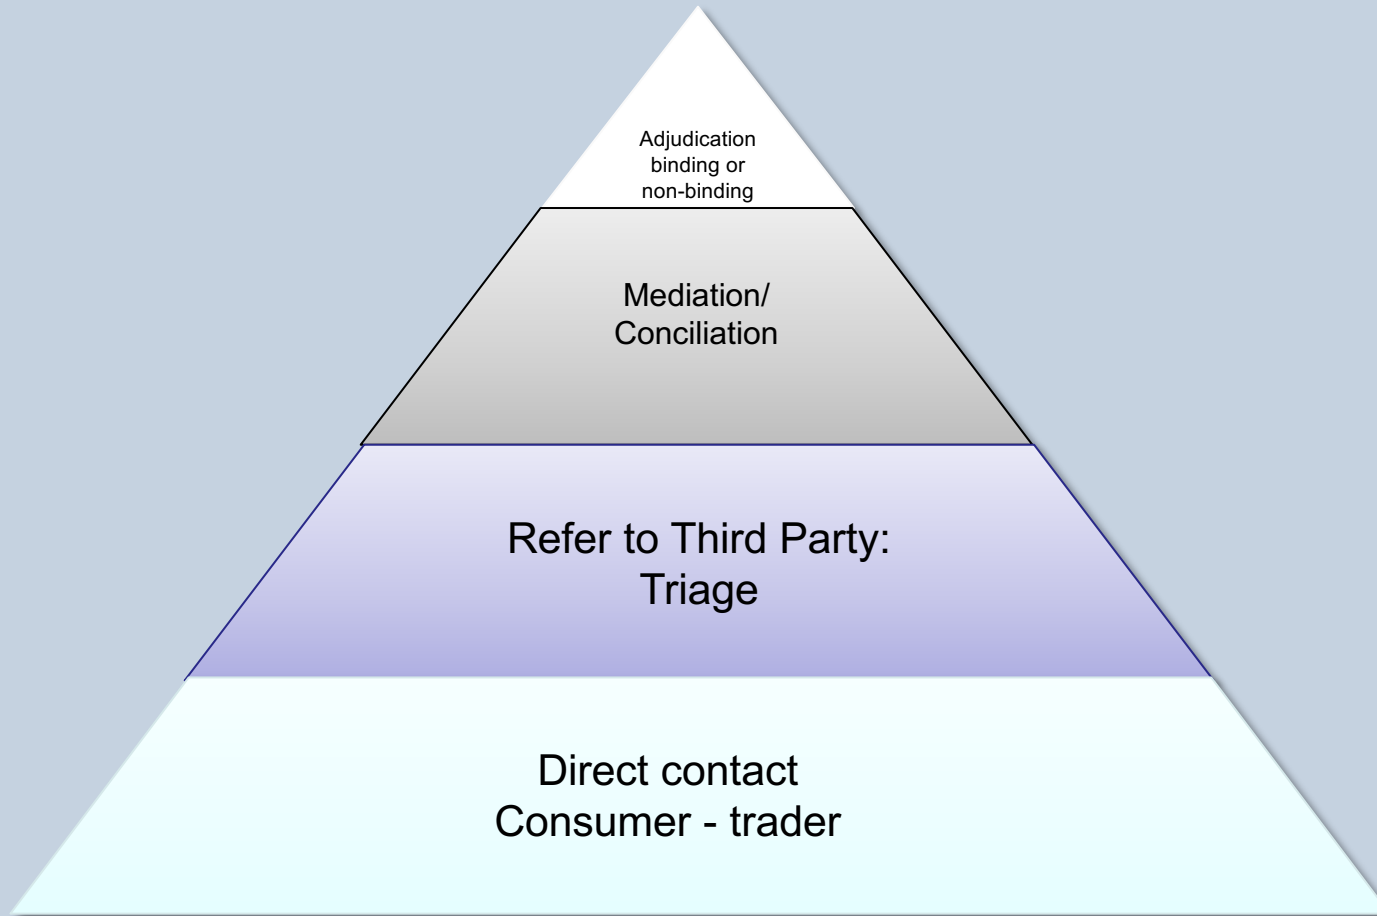 Adjudication
binding or
non-binding
Mediation/
Conciliation
Refer to Third Party:
Triage
Direct contact
Consumer - trader